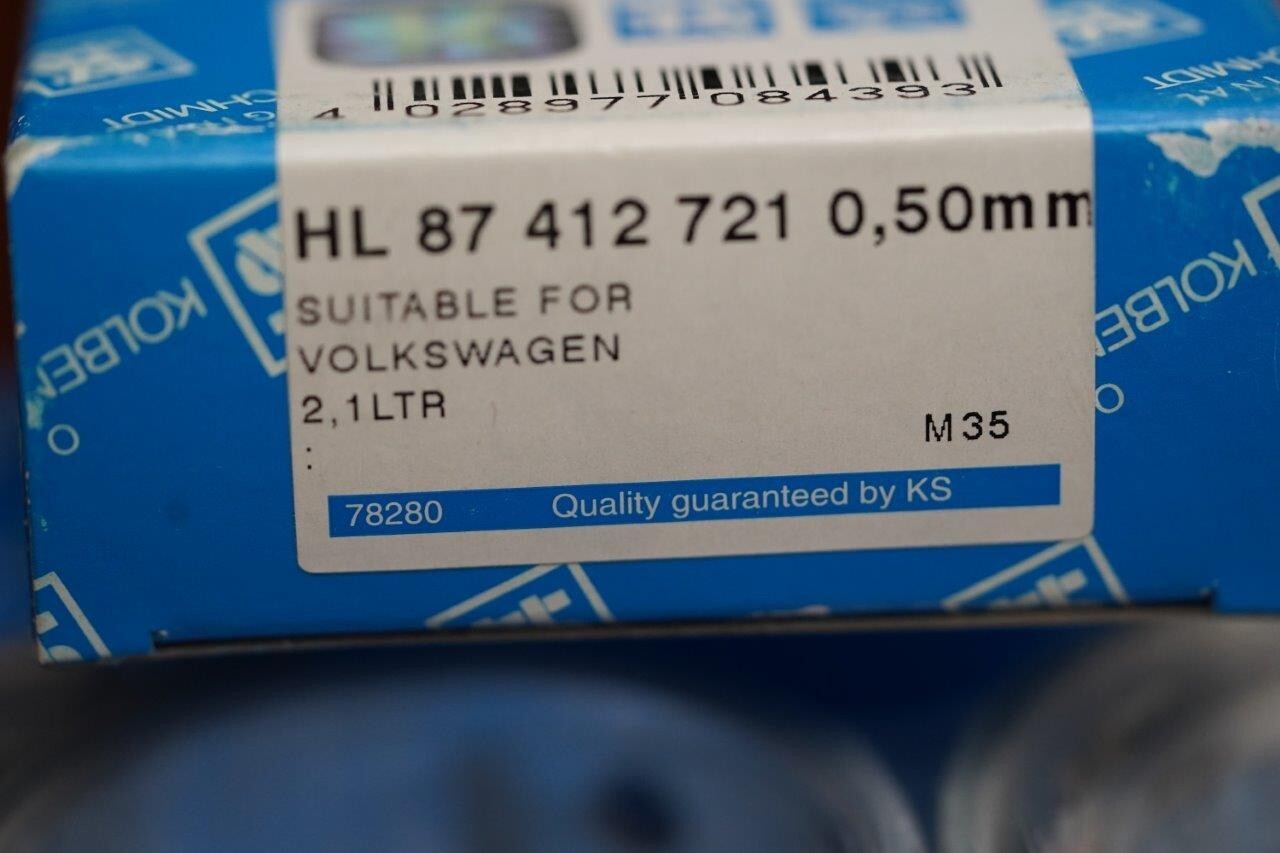 4 028977 084393
HL 87 412 721 0,50mm
SUITABLE FOR
VOLKSWAGEN
2,1LTR
:
M35
78280 Quality guaranteed by KS
KOLBEN
KOLBE